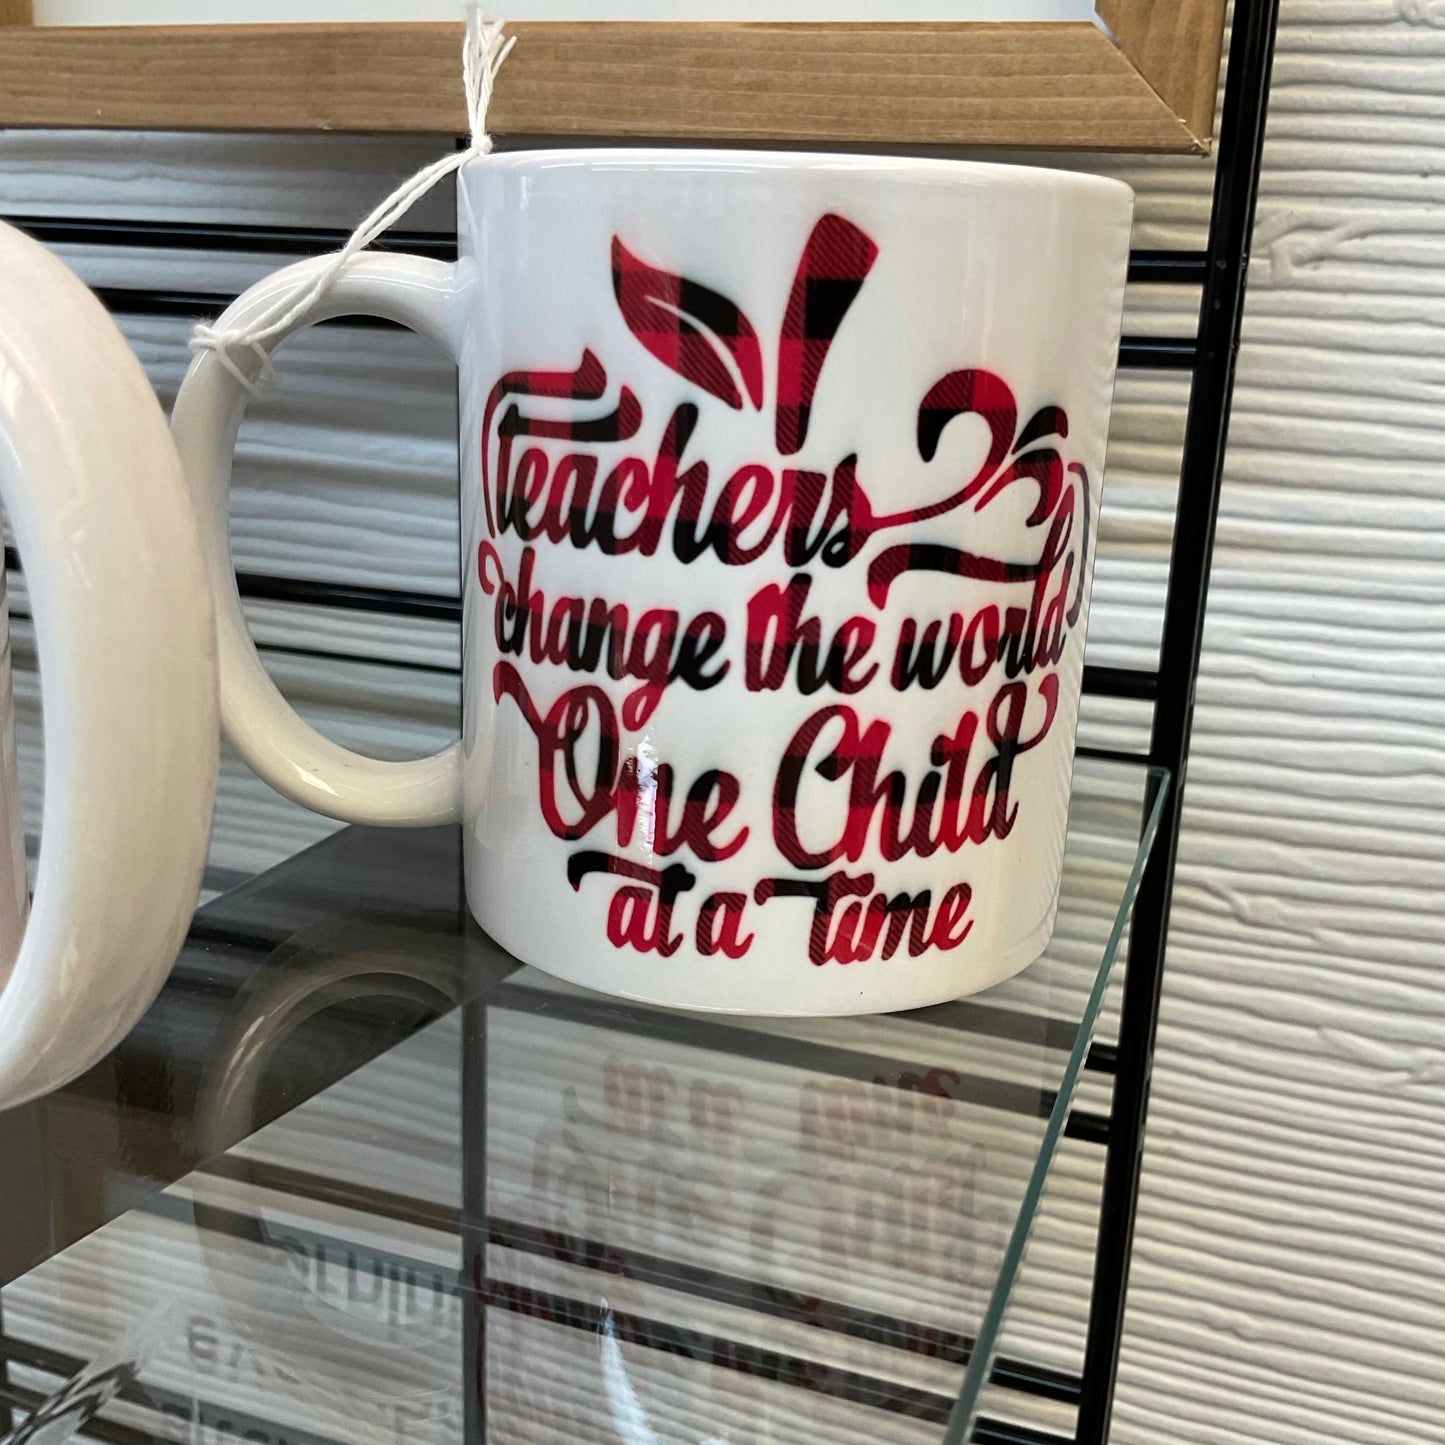 Teachers
change the world
One Child
at a Time